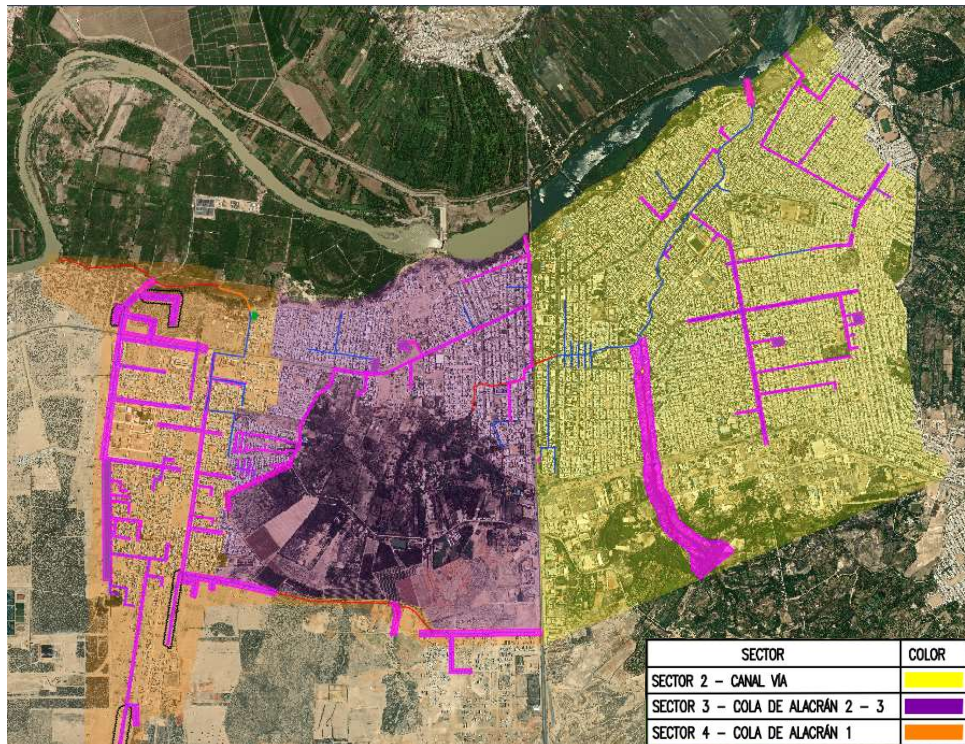 SECTOR COLOR
SECTOR 2 – CANAL VÍA
SECTOR 3 – COLA DE ALACRÁN 2 – 3
SECTOR 4 – COLA DE ALACRÁN 1